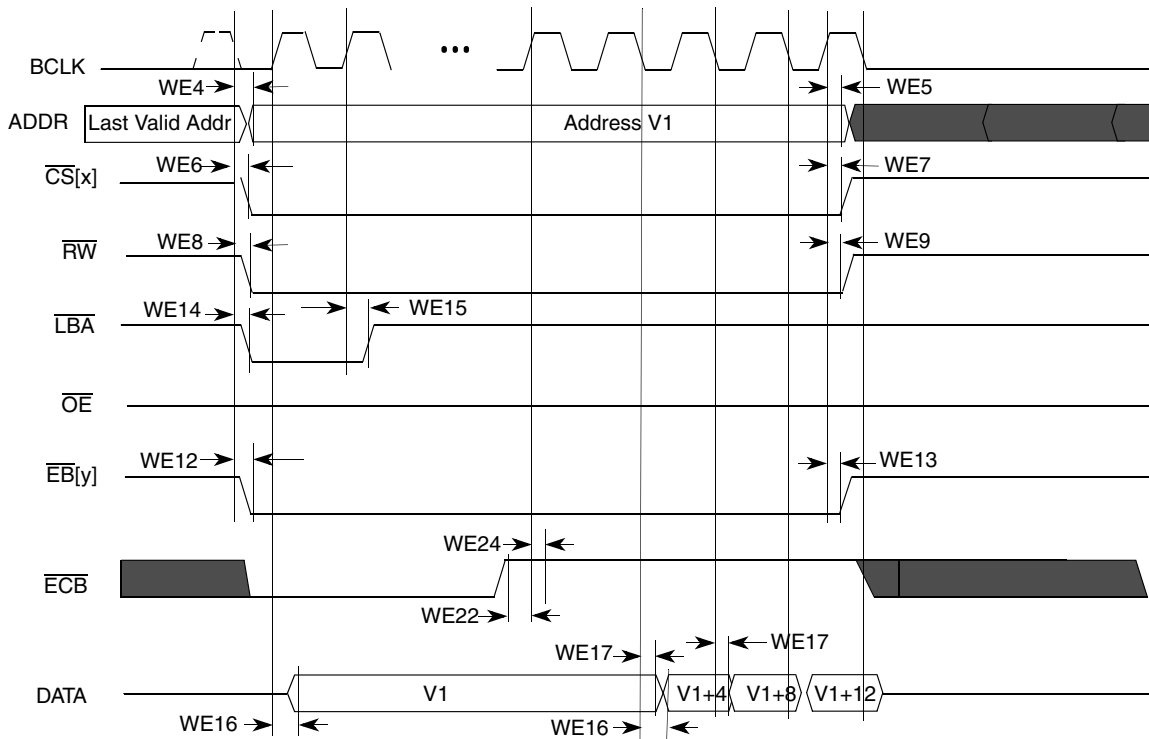 BCLK
•••
WE4
WE5
ADDR
Last Valid Addr
Address V1
WE6
WE7
CS[x]
WE8
WE9
RW
WE14
WE15
LBA
OE
WE12
WE13
EB[y]
WE24
ECB
WE22
WE17
WE17
DATA
V1
V1+4
V1+8
V1+12
WE16
WE16